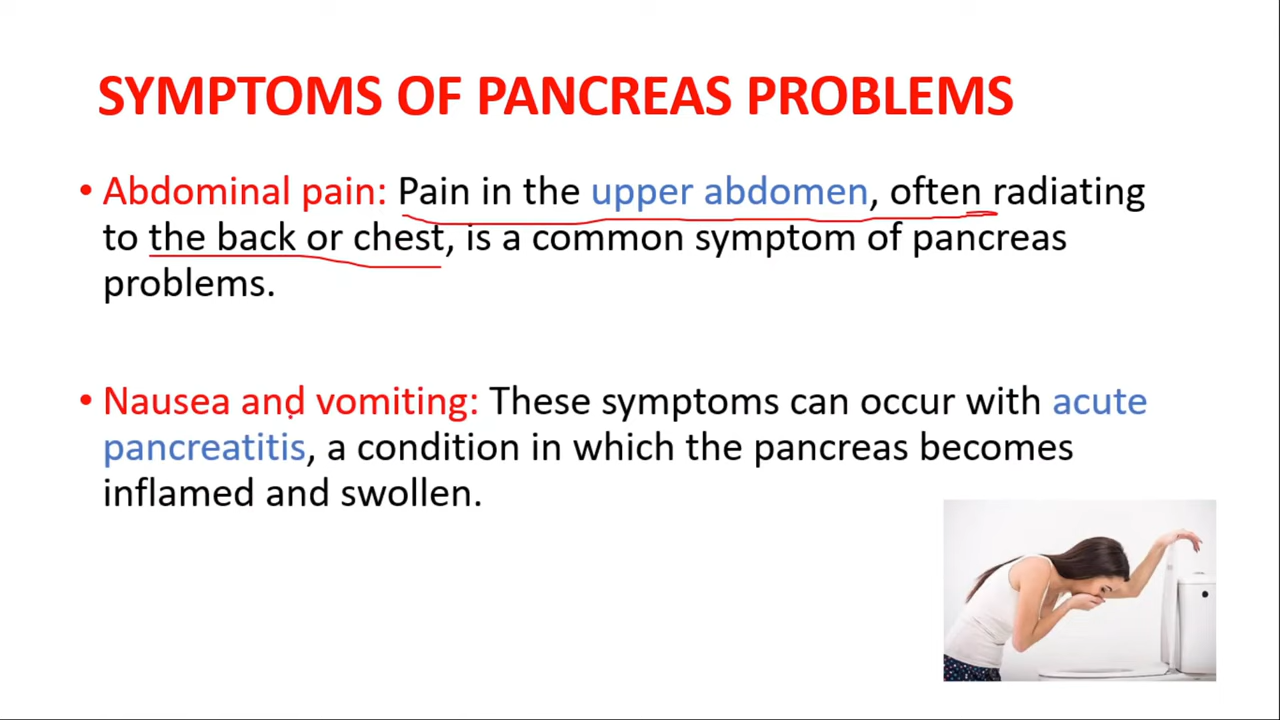 SYMPTOMS OF PANCREAS PROBLEMS
• Abdominal pain: Pain in the upper abdomen, often radiating
to the back or chest, is a common symptom of pancreas
problems.
• Nausea and vomiting: These symptoms can occur with acute
pancreatitis, a condition in which the pancreas becomes
inflamed and swollen.